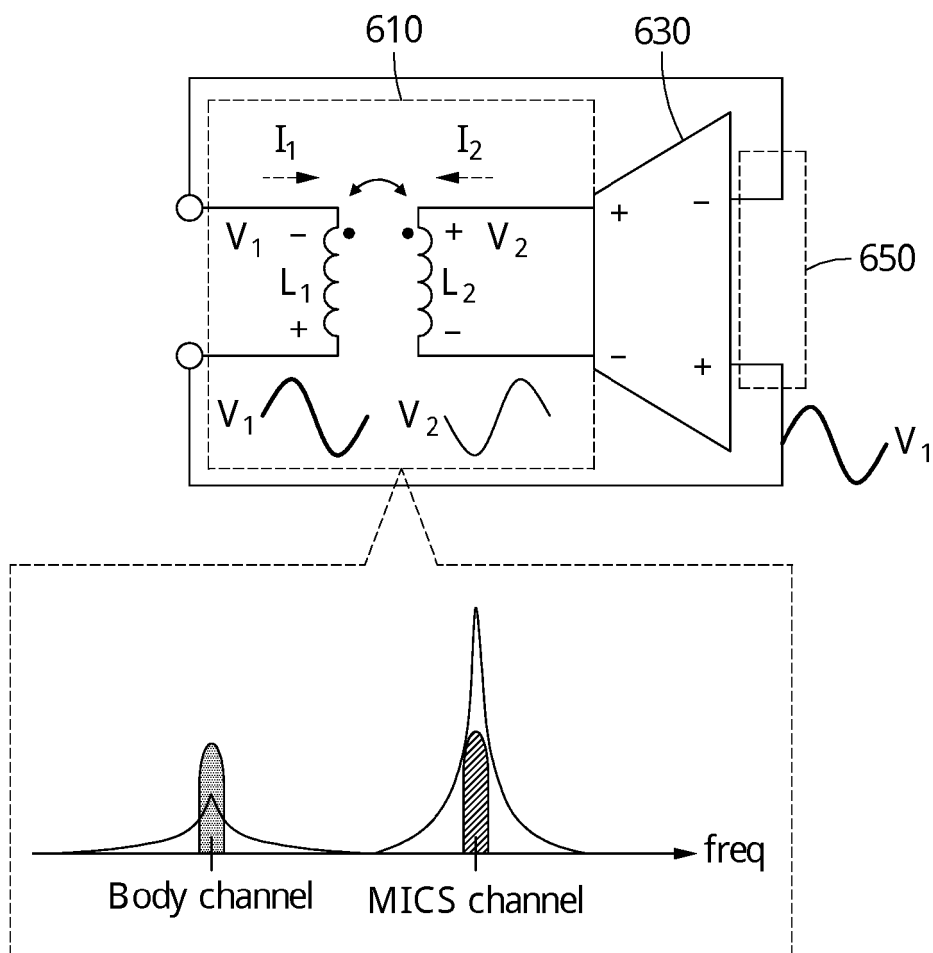 610
630
I1
I2
V1
−
+
V2
+
−
L1
L2
650
+
−
−
+
V1
V2
V1
freq
Body channel
MICS channel